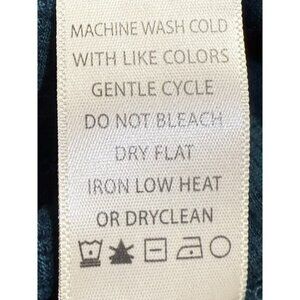 MACHINE WASH COLD
WITH LIKE COLORS
GENTLE CYCLE
DO NOT BLEACH
DRY FLAT
IRON LOW HEAT
OR DRYCLEAN